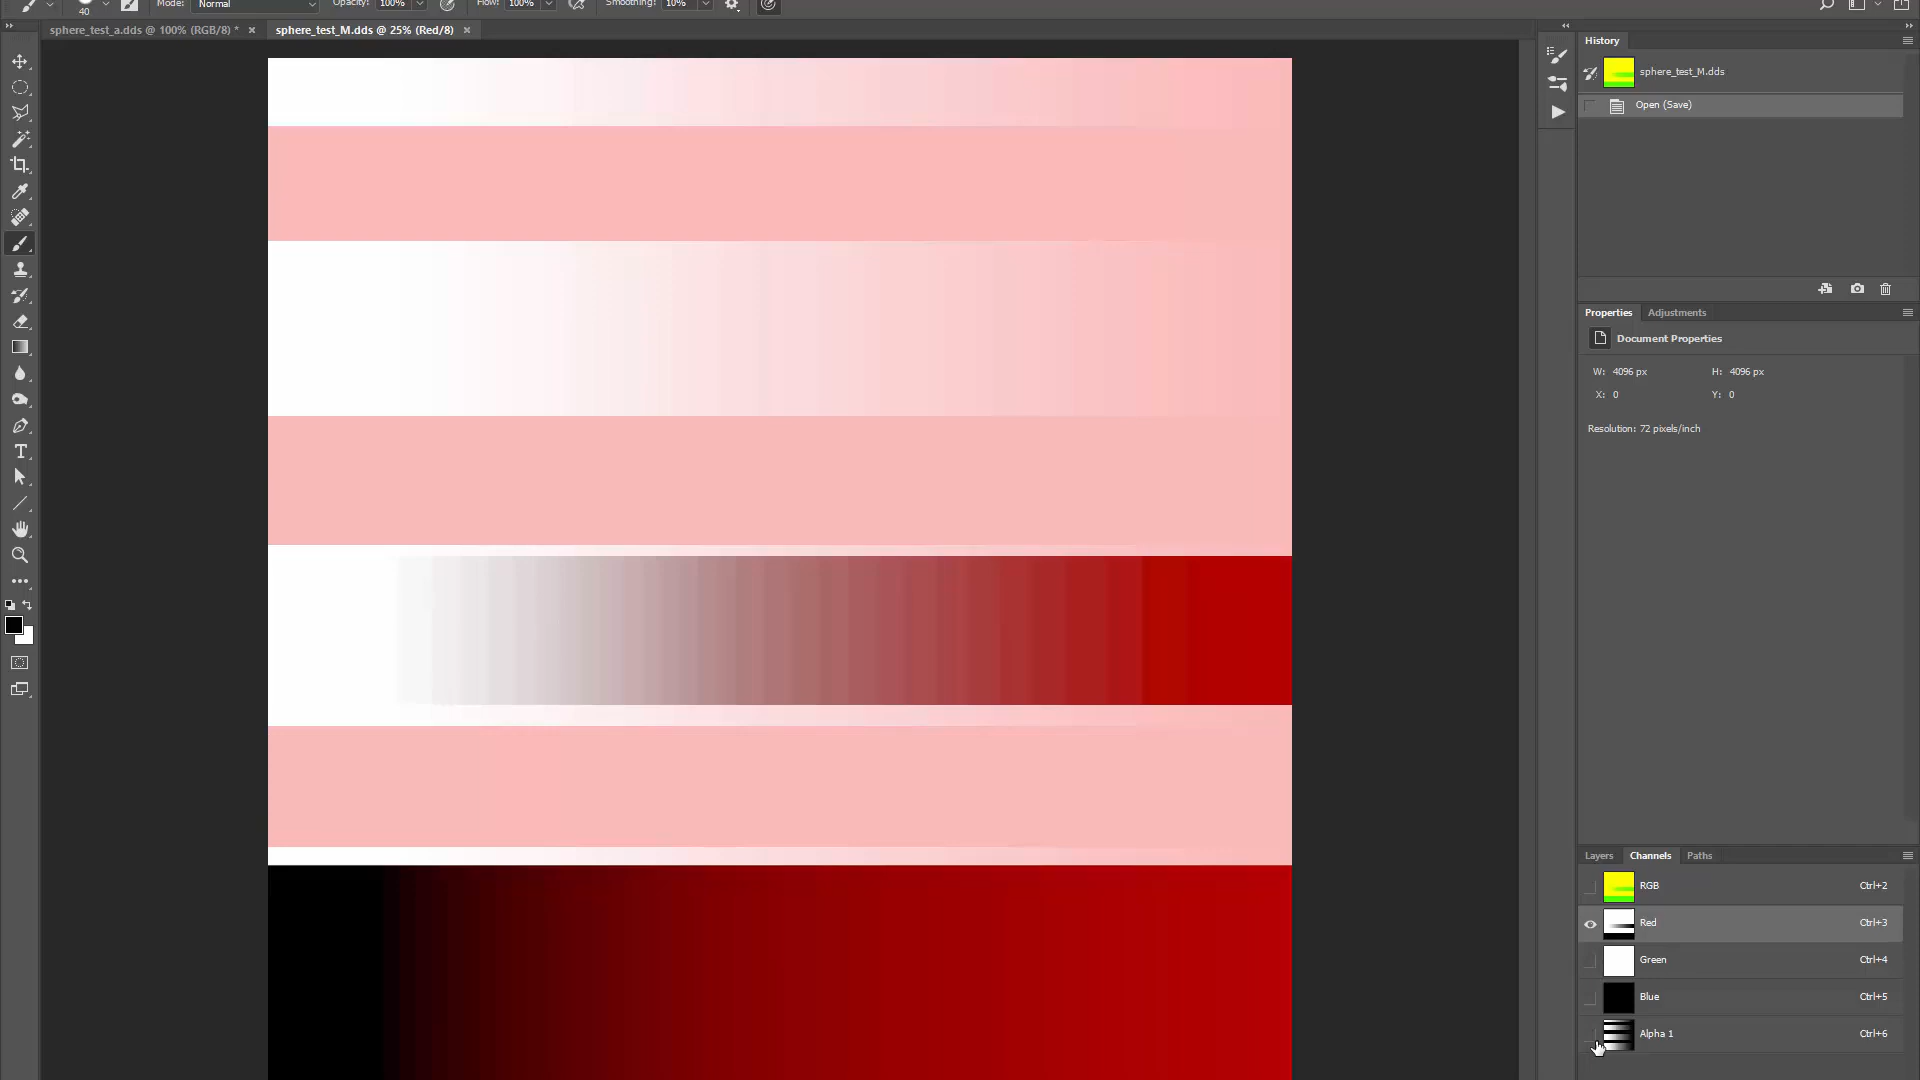 Mode: Normal Opacity: 100% Flow: 100% Smoothing: 10%
sphere_test_a.dds @ 100% (RGB/8) * × sphere_test_M.dds @ 25% (Red/8) ×
40
History
sphere_test_M.dds
Open (Save)
Properties Adjustments
Document Properties
W: 4096 px H: 4096 px
X: 0 Y: 0
Resolution: 72 pixels/inch
Layers Channels Paths
RGB Ctrl+2
Red Ctrl+3
Green Ctrl+4
Blue Ctrl+5
Alpha 1 Ctrl+6